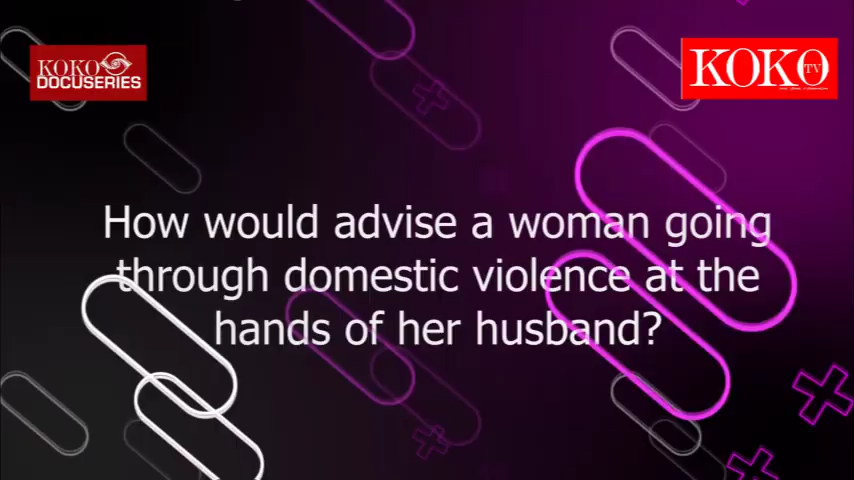 KOKO
DOCUSERIES
KOKO TV
How would advise a woman going
through domestic violence at the
hands of her husband?